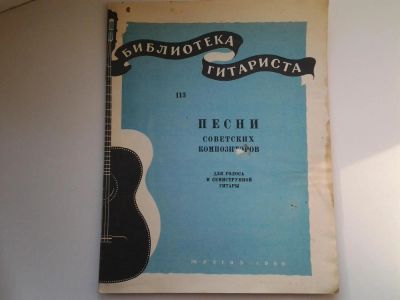 БИБЛИОТЕКА
ГИТАРИСТА
113
ПЕСНИ
СОВЕТСКИХ
КОМПОЗИТОРОВ
ДЛЯ ГОЛОСА
И СЕМИСТРУННОЙ
ГИТАРЫ